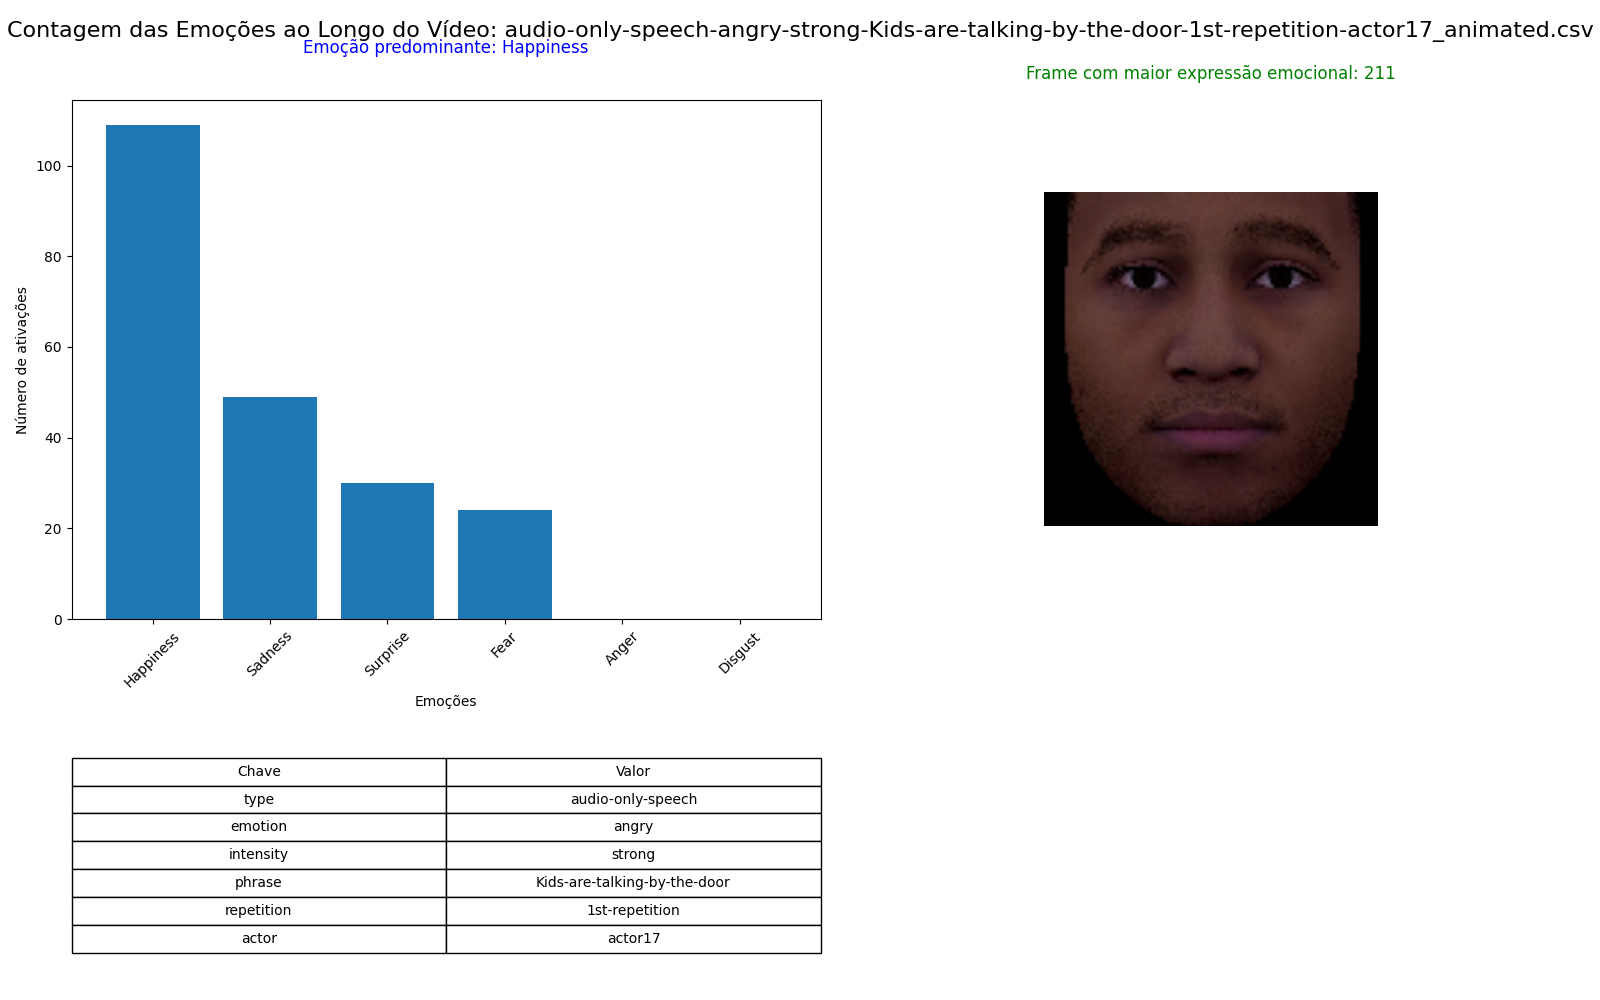 Contagem das Emoções ao Longo do Vídeo: audio-only-speech-angry-strong-Kids-are-talking-by-the-door-1st-repetition-actor17_animated.csv
Emoção predominante: Happiness
Frame com maior expressão emocional: 211
100
80
60
40
20
0
Número de ativações
Happiness
Sadness
Surprise
Fear
Anger
Disgust
Emoções
Chave Valor
type audio-only-speech
emotion angry
intensity strong
phrase Kids-are-talking-by-the-door
repetition 1st-repetition
actor actor17